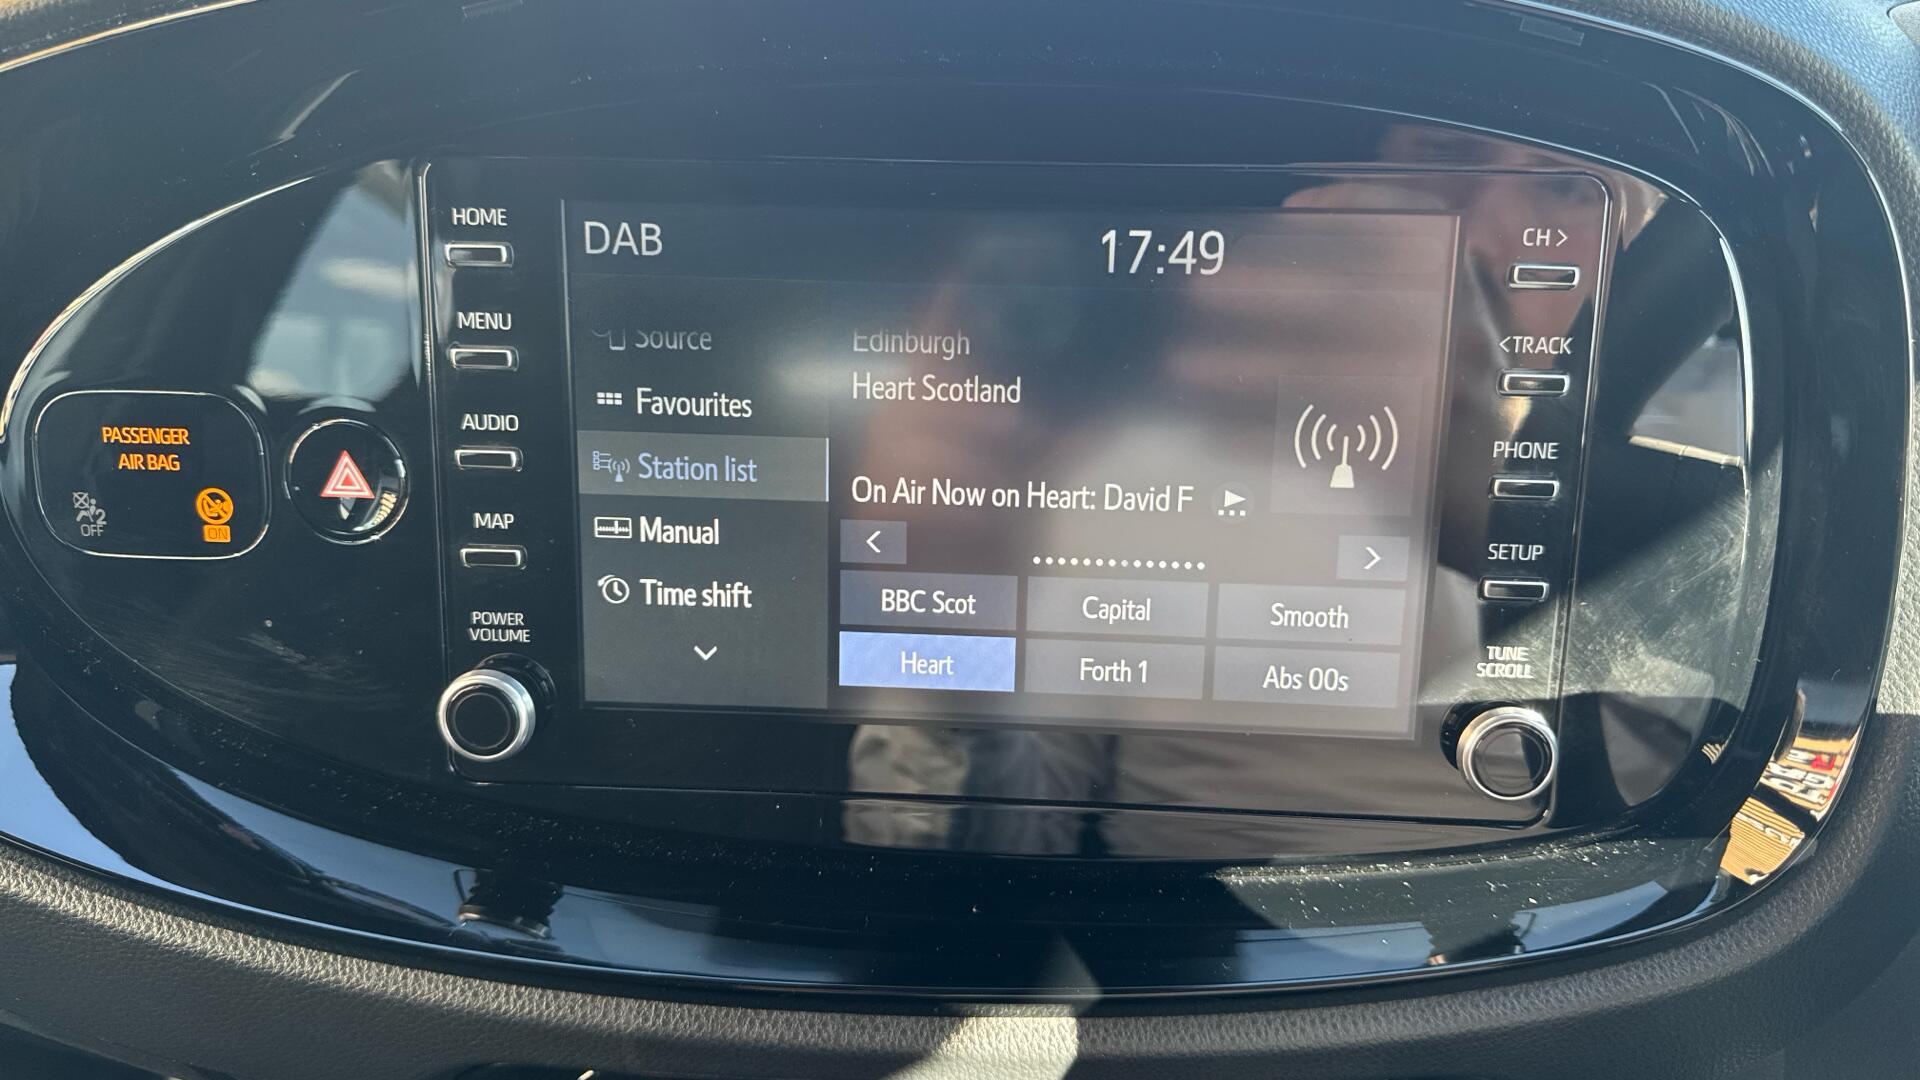 HOME
MENU
AUDIO
MAP
POWER
VOLUME
PASSENGER
AIR BAG
2
OFF
ON
DAB
17:49
Source
Favourites
Station list
Manual
Time shift
Edinburgh
Heart Scotland
On Air Now on Heart: David F
<
>
BBC Scot
Capital
Smooth
Heart
Forth 1
Abs 00s
CH >
<TRACK
PHONE
SETUP
TUNE
SCROLL